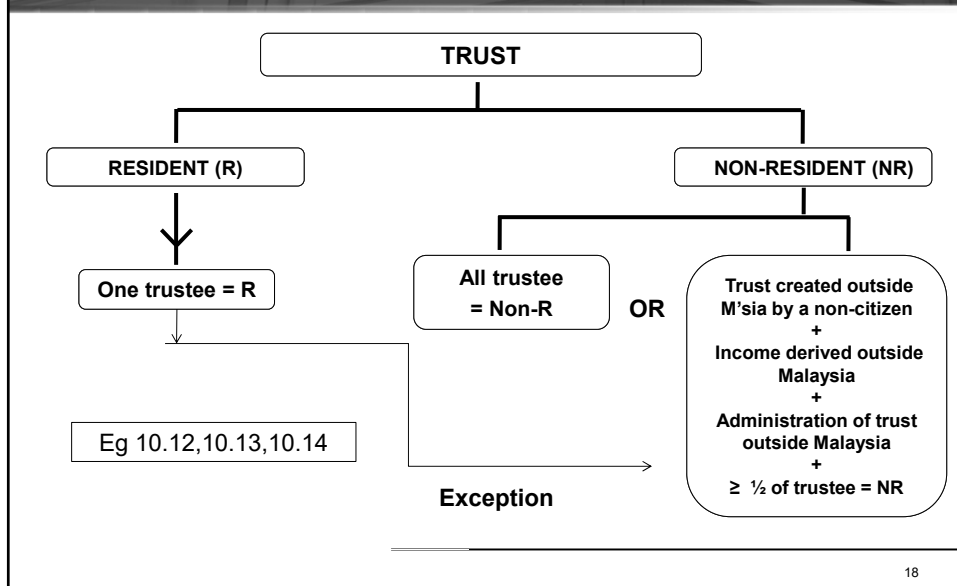 TRUST
RESIDENT (R)
NON-RESIDENT (NR)
One trustee = R
All trustee
= Non-R
OR
Trust created outside
M'sia by a non-citizen
+
Income derived outside
Malaysia
+
Administration of trust
outside Malaysia
+
≥ ½ of trustee = NR
Eg 10.12,10.13,10.14
Exception
18